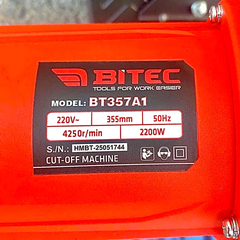 BITEC
TOOLS FOR WORK EASIER
MODEL: BT357A1
220V~ 355mm 50Hz
4250r/min 2200W
S./N.: HMBT-25051744
CUT-OFF MACHINE